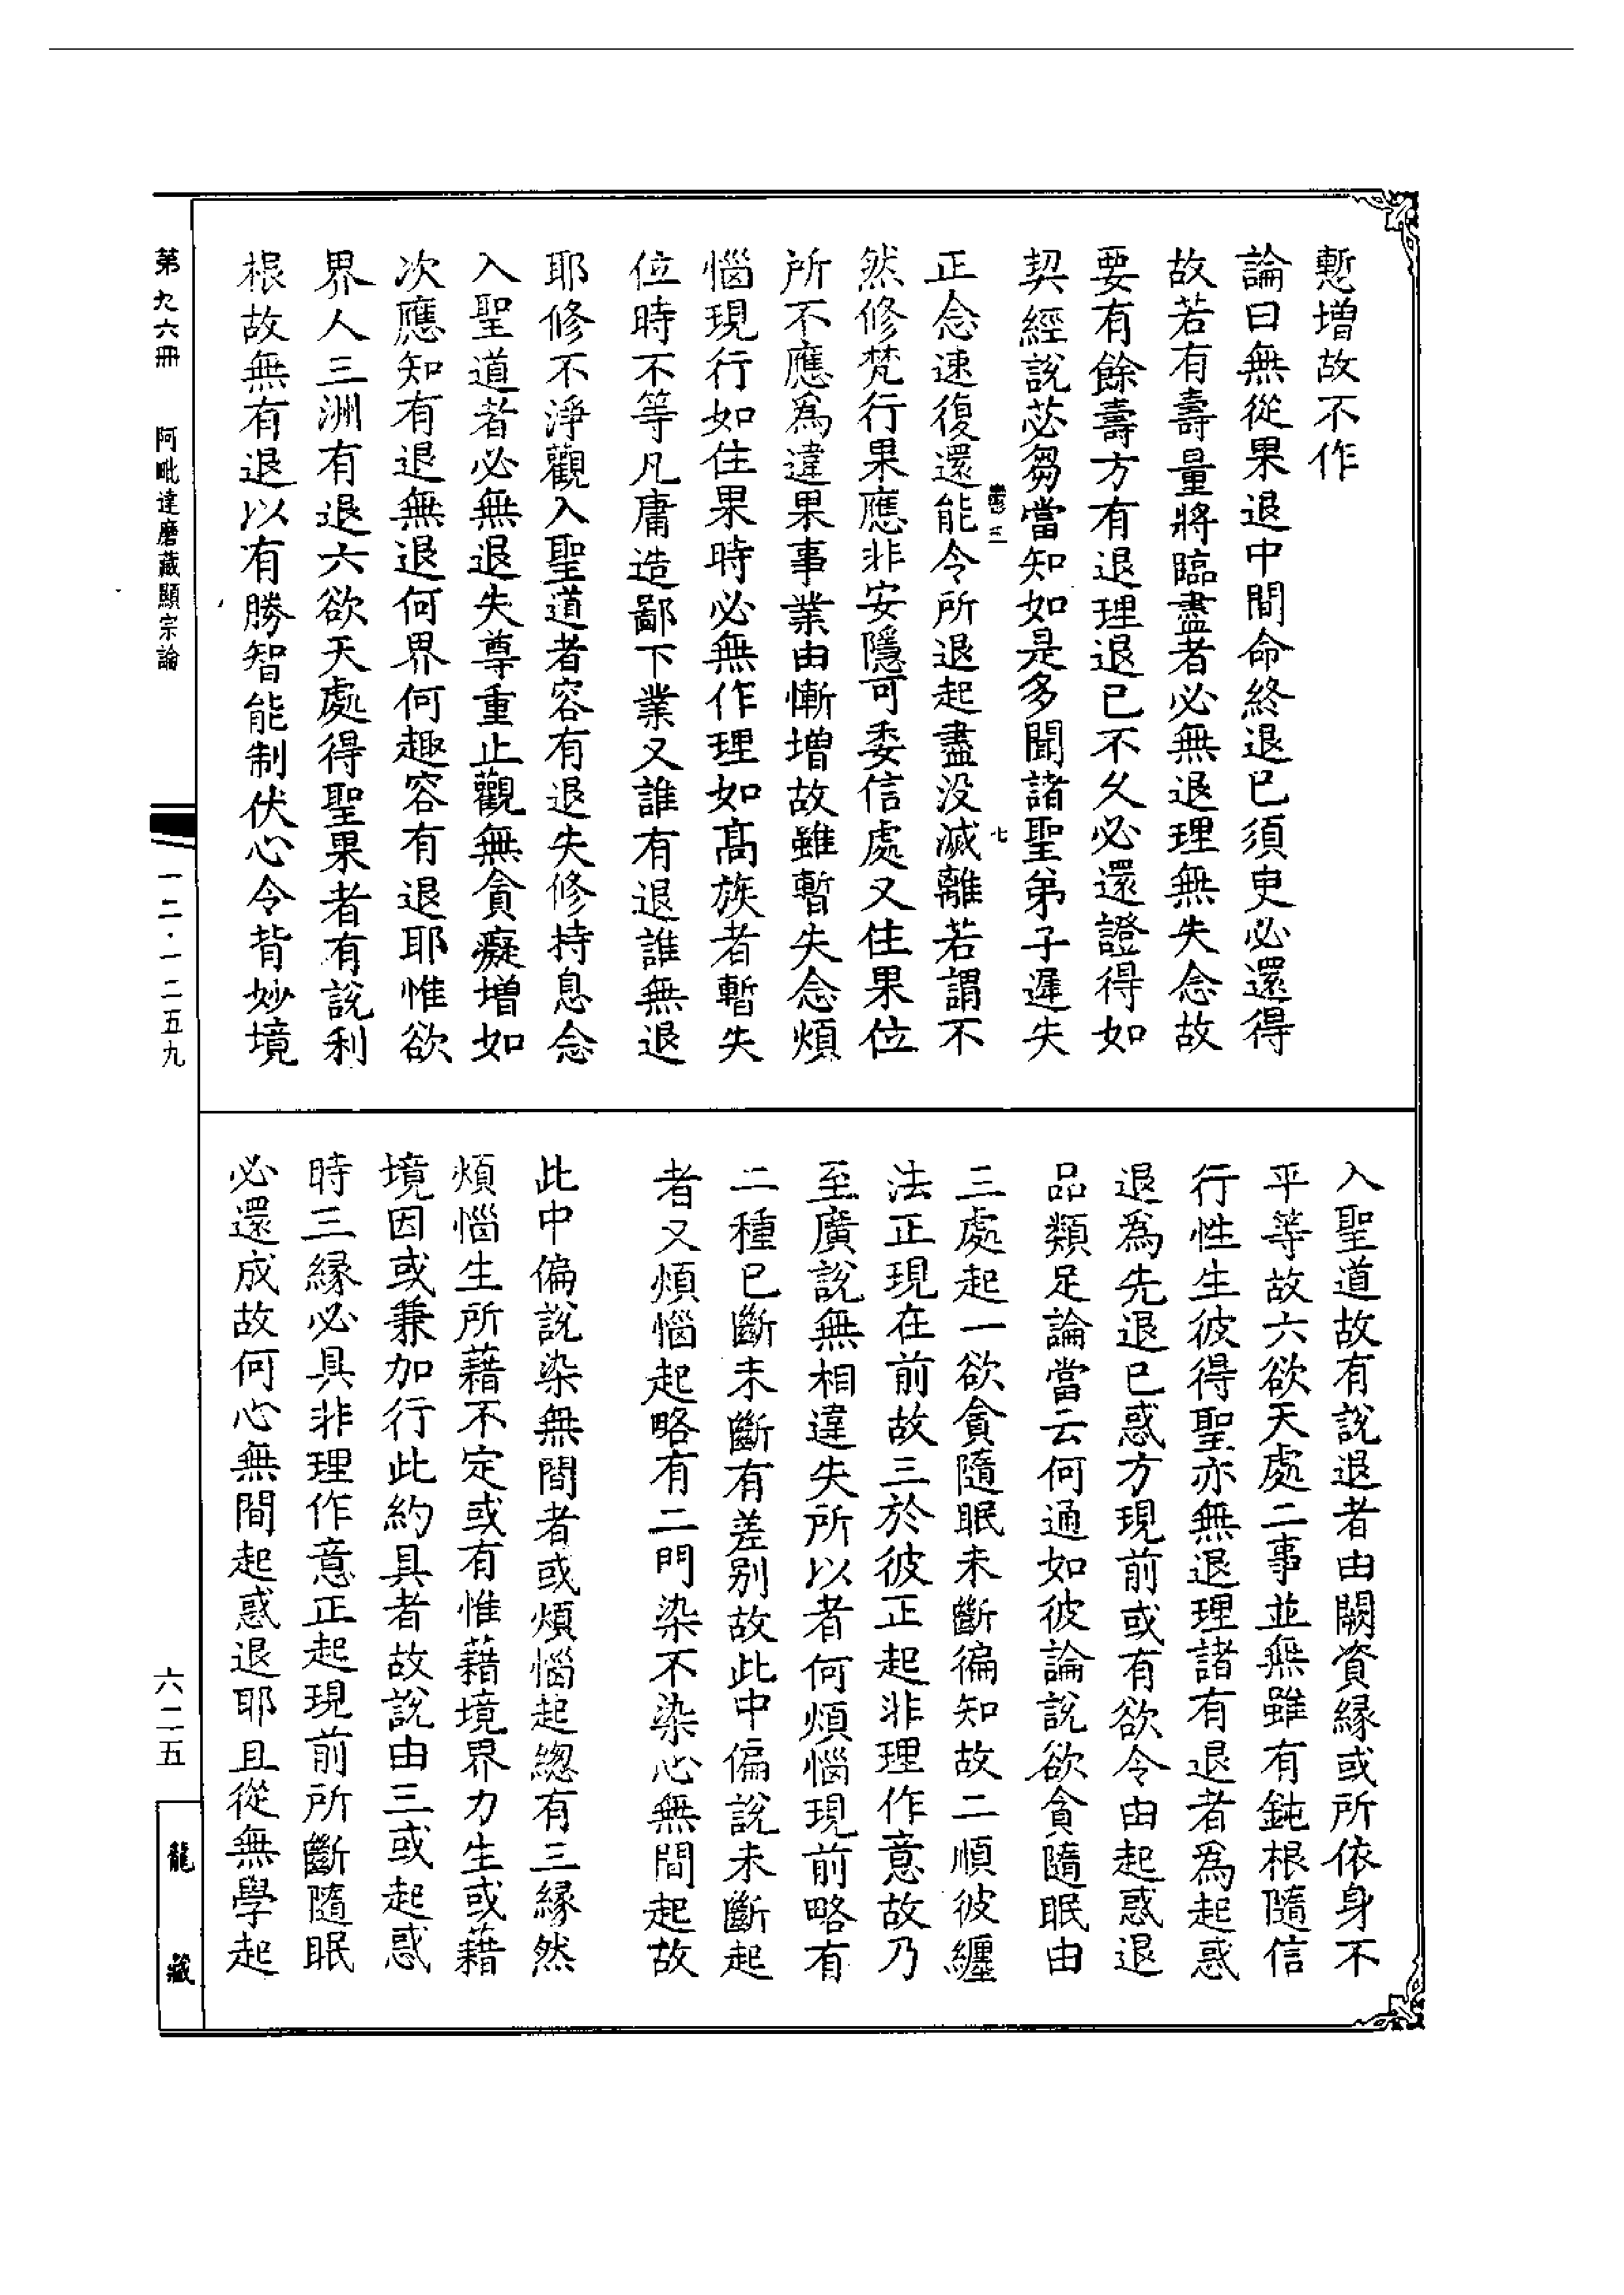 慙增故不作
論曰無從果退中間命終退已須臾必還得
故若有壽量將臨盡者必無退理無失念故
要有餘壽方有退理退已不久必還證得如
契經說苾芻當知如是多聞諸聖弟子遲失
正念速復還能令所退起盡没滅離若謂不
然修梵行果應非安隱可委信處又住果位
所不應爲違果事業由慚增故雖暫失念煩
惱現行如住果時必無作理如高族者暫失
位時不等凡庸造鄙下業又誰有退誰無退
耶修不淨觀入聖道者容有退失修持息念
入聖道者必無退失尊重止觀無貪癡增如
次應知有退無退何界何趣容有退耶惟欲
界人三洲有退六欲天處得聖果者有說利
根故無有退以有勝智能制伏心令背妙境
入聖道故有說退者由闕資緣或所依身不
平等故六欲天處二事並無雖有鈍根隨信
行性生彼得聖亦無退理諸有退者爲起惑
退爲先退已惑方現前或有欲令由起惑退
品類足論當云何通如彼論說欲貪隨眠由
三處起一欲貪隨眠未斷徧知故二順彼纏
法正現在前故三於彼正起非理作意故乃
至廣說無相違失所以者何煩惱現前略有
二種已斷未斷有差别故此中偏說未斷起
者又煩惱起略有二門染不染心無間起故
此中偏說染無間者或煩惱起總有三緣然
煩惱生所藉不定或有惟藉境界力生或藉
境因或兼加行此約具者故說由三或起惑
時三緣必具非理作意正起現前所斷隨眠
必還成故何心無間起惑退耶且從無學起
第九六冊
阿毗達磨藏顯宗論
一二·一二五九
六二五
龍藏